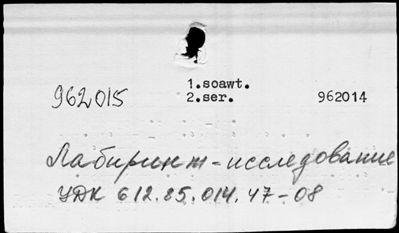 1.soawt.
962015 2.ser. 962014
Лабиринт-исследование
УДК 612.85.014.47-08